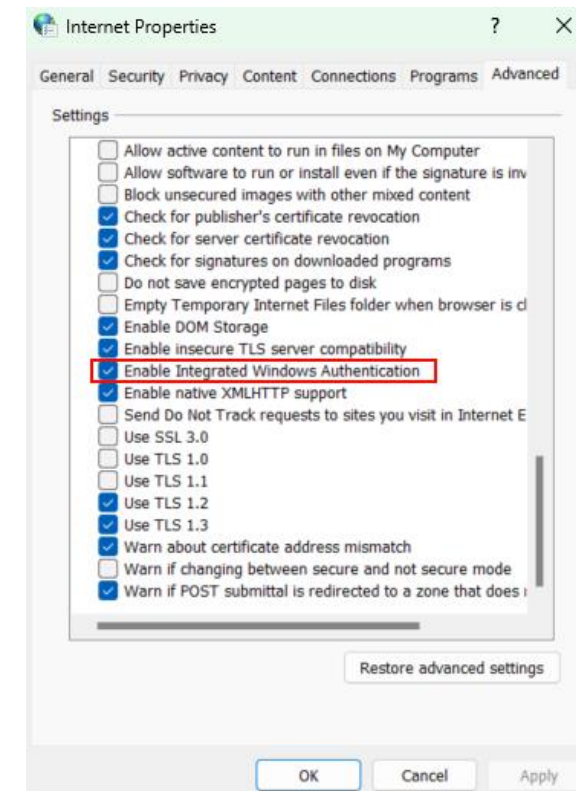 Internet Properties ? X
General Security Privacy Content Connections Programs Advanced
Settings
Allow active content to run in files on My Computer
Allow software to run or install even if the signature is inv
Block unsecured images with other mixed content
Check for publisher's certificate revocation
Check for server certificate revocation
Check for signatures on downloaded programs
Do not save encrypted pages to disk
Empty Temporary Internet Files folder when browser is cl
Enable DOM Storage
Enable insecure TLS server compatibility
Enable Integrated Windows Authentication
Enable native XMLHTTP support
Send Do Not Track requests to sites you visit in Internet E
Use SSL 3.0
Use TLS 1.0
Use TLS 1.1
Use TLS 1.2
Use TLS 1.3
Warn about certificate address mismatch
Warn if changing between secure and not secure mode
Warn if POST submittal is redirected to a zone that does
Restore advanced settings
OK Cancel Apply